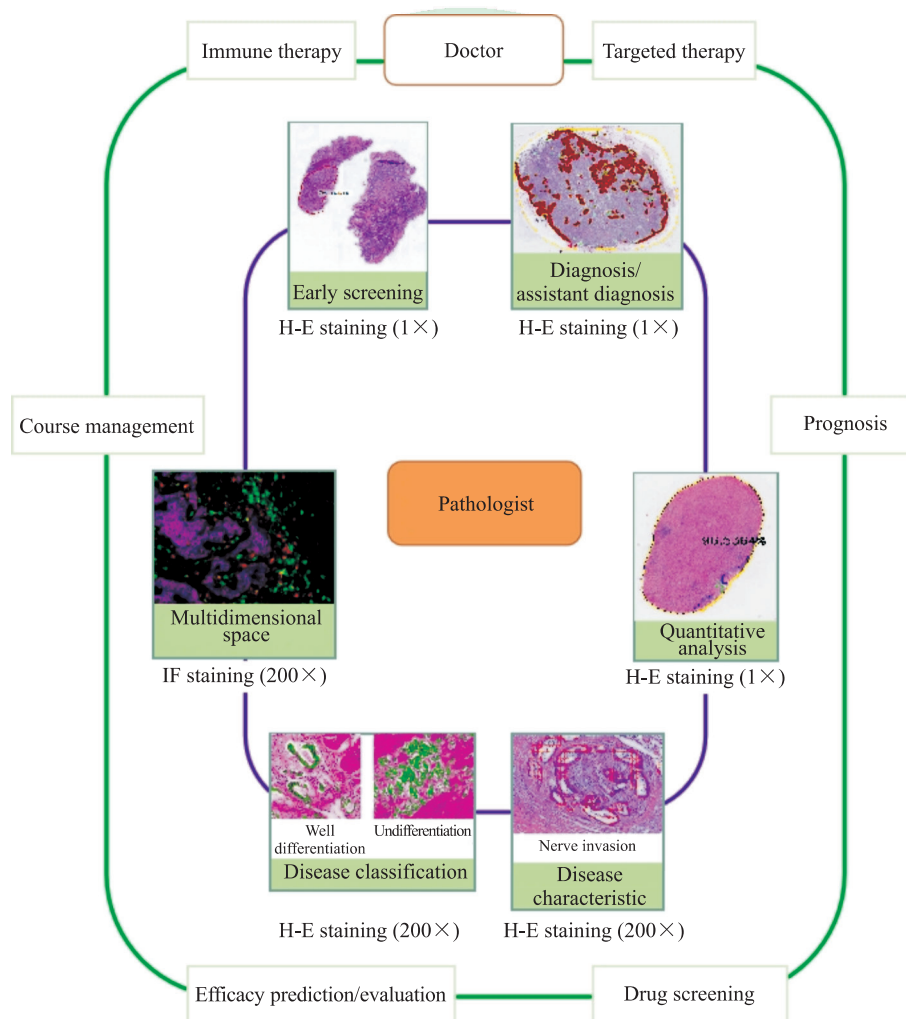 Immune therapy
Doctor
Targeted therapy
Early screening
H-E staining (1×)
Diagnosis/
assistant diagnosis
H-E staining (1×)
Course management
Prognosis
Pathologist
Multidimensional
space
IF staining (200×)
Quantitative
analysis
H-E staining (1×)
Well
differentiation
Undifferentiation
Disease classification
H-E staining (200×)
Nerve invasion
Disease
characteristic
H-E staining (200×)
Efficacy prediction/evaluation
Drug screening